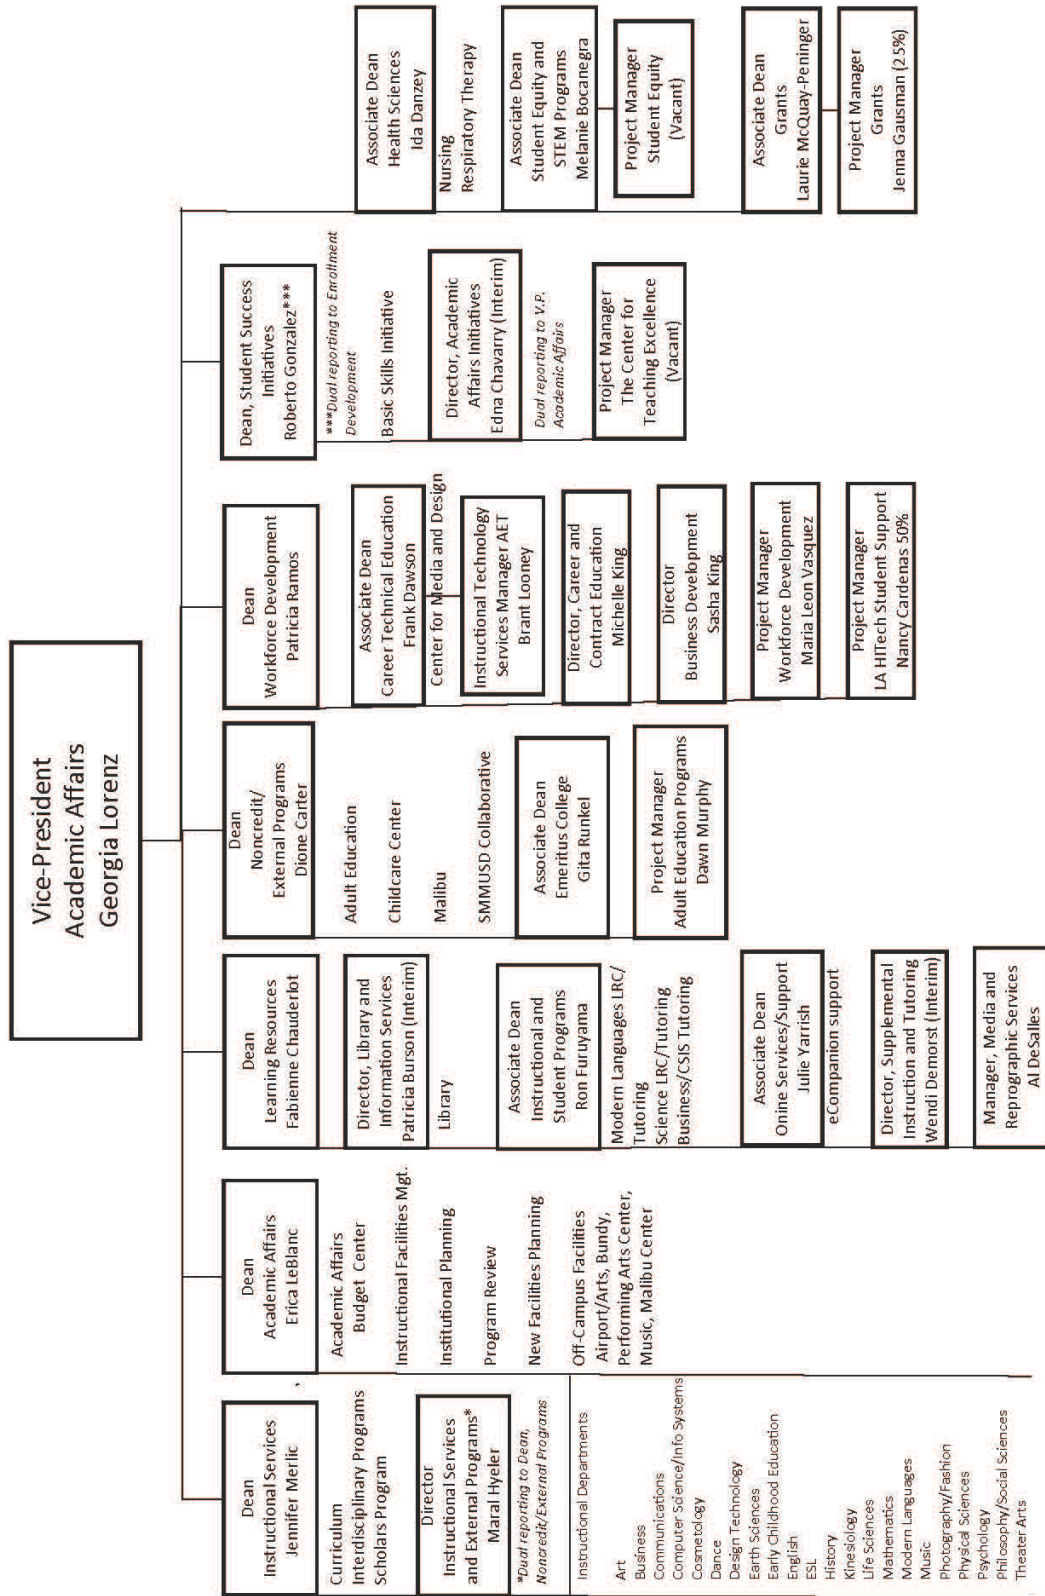 Vice-President
Academic Affairs
Georgia Lorenz
Dean
Instructional Services
Jennifer Merlic
Curriculum
Interdisciplinary Programs
Scholars Program
Director
Instructional Services
and External Programs*
Maral Hyeler
*Dual reporting to Dean,
Noncredit/External Programs
Instructional Departments
Art
Business
Communications
Computer Science/Info Systems
Cosmetology
Dance
Design Technology
Earth Sciences
Early Childhood Education
English
ESL
History
Kinesiology
Life Sciences
Mathematics
Modern Languages
Music
Photography/Fashion
Physical Sciences
Psychology
Philosophy/Social Sciences
Theater Arts
Dean
Academic Affairs
Erica LeBlanc
Academic Affairs
Budget Center
Instructional Facilities Mgt.
Institutional Planning
Program Review
New Facilities Planning
Off-Campus Facilities
Airport/Arts, Bundy,
Performing Arts Center,
Music, Malibu Center
Dean
Learning Resources
Fabienne Chauderlot
Director, Library and
Information Services
Patricia Burson (Interim)
Library
Associate Dean
Instructional and
Student Programs
Ron Furuyama
Modern Languages LRC/
Tutoring
Science LRC/Tutoring
Business/CSIS Tutoring
Associate Dean
Online Services/Support
Julie Yarrish
eCompanion support
Director, Supplemental
Instruction and Tutoring
Wendi Demorst (Interim)
Manager, Media and
Reprographic Services
Al DeSalles
Dean
Noncredit/
External Programs
Dione Carter
Adult Education
Childcare Center
Malibu
SMMUSD Collaborative
Associate Dean
Emeritus College
Gita Runkel
Project Manager
Adult Education Programs
Dawn Murphy
Dean
Workforce Development
Patricia Ramos
Associate Dean
Career Technical Education
Frank Dawson
Center for Media and Design
Instructional Technology
Services Manager AET
Brant Looney
Director, Career and
Contract Education
Michelle King
Director
Business Development
Sasha King
Project Manager
Workforce Development
Maria Leon Vasquez
Project Manager
LA HITech Student Support
Nancy Cardenas 50%
Dean, Student Success
Initiatives
Roberto Gonzalez***
***Dual reporting to Enrollment
Development
Basic Skills Initiative
Director, Academic
Affairs Initiatives
Edna Chavarry (Interim)
Dual reporting to V.P.
Academic Affairs
Project Manager
The Center for
Teaching Excellence
(Vacant)
Associate Dean
Health Sciences
Ida Danzey
Nursing
Respiratory Therapy
Associate Dean
Student Equity and
STEM Programs
Melanie Bocanegra
Project Manager
Student Equity
(Vacant)
Associate Dean
Grants
Laurie McQuay-Peninger
Project Manager
Grants
Jenna Gausman (25%)